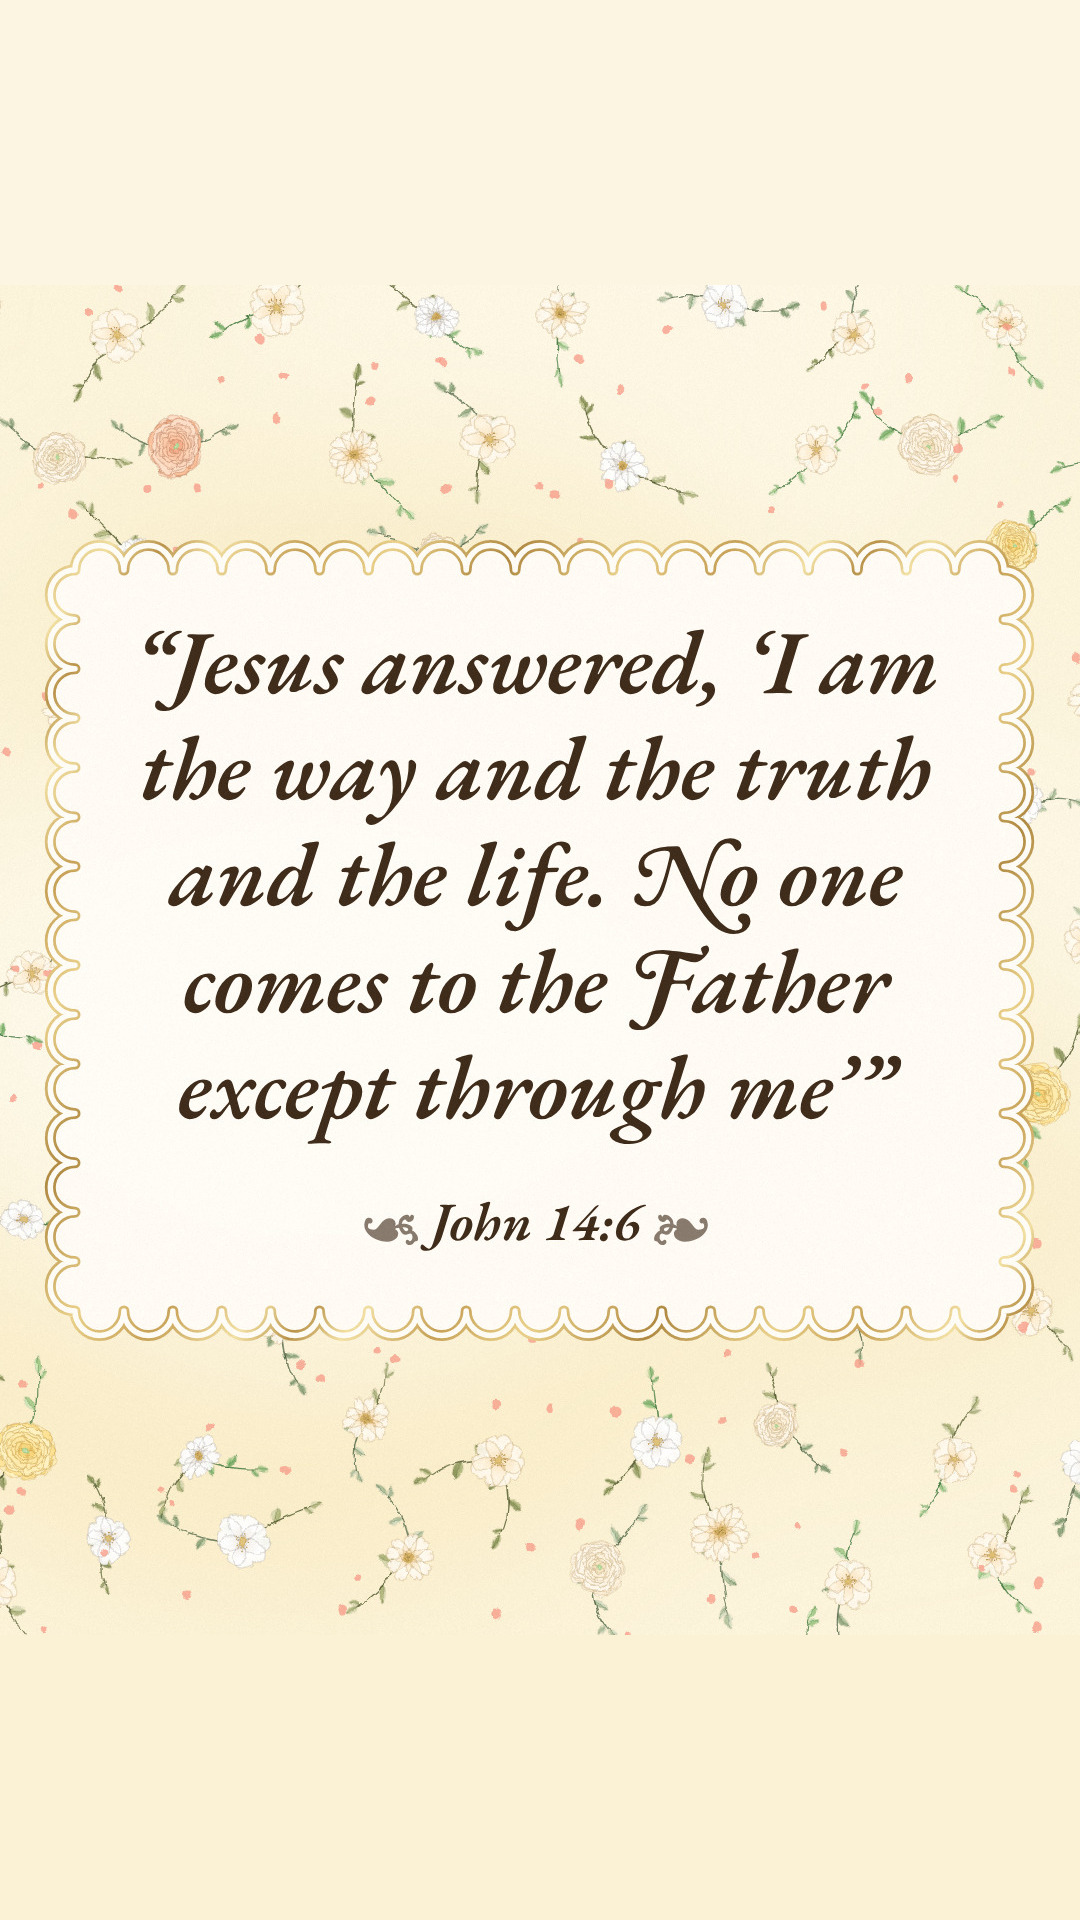 “Jesus answered, ‘I am
the way and the truth
and the life. No one
comes to the Father
except through me’”
John 14:6